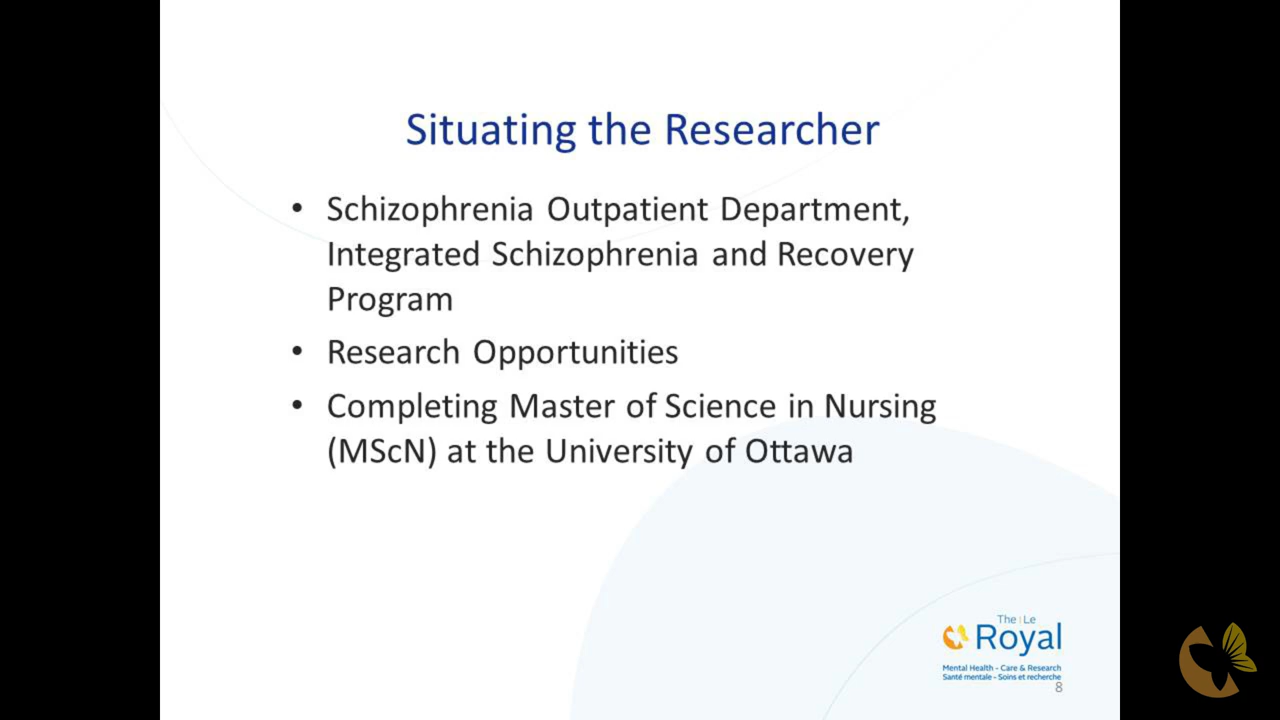 Situating the Researcher
• Schizophrenia Outpatient Department,
Integrated Schizophrenia and Recovery
Program
• Research Opportunities
• Completing Master of Science in Nursing
(MScN) at the University of Ottawa
The | Le
Royal
Mental Health - Care & Research
Santé mentale - Soins et recherche
8